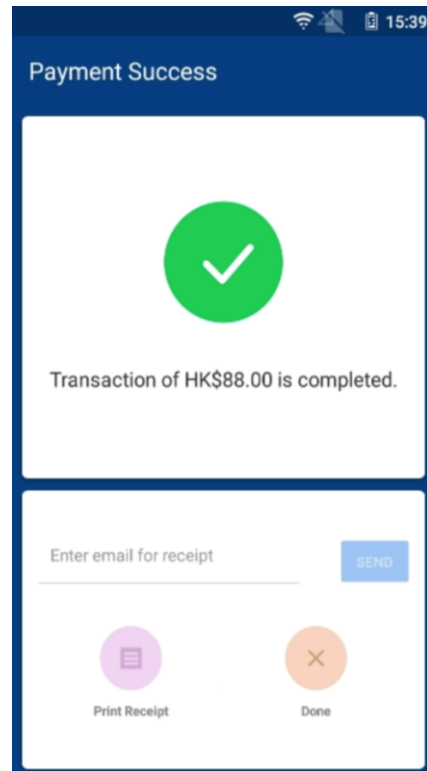 15:39
Payment Success
Transaction of HK$88.00 is completed.
Enter email for receipt
SEND
Print Receipt
Done